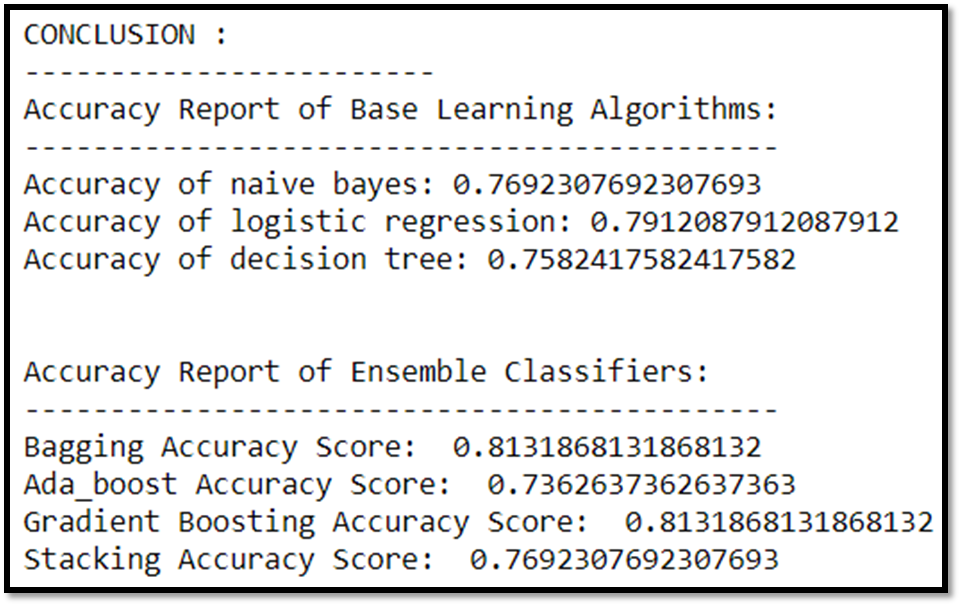 CONCLUSION :
------------------------
Accuracy Report of Base Learning Algorithms:
--------------------------------------------
Accuracy of naive bayes: 0.7692307692307693
Accuracy of logistic regression: 0.7912087912087912
Accuracy of decision tree: 0.7582417582417582
Accuracy Report of Ensemble Classifiers:
--------------------------------------------
Bagging Accuracy Score:  0.8131868131868132
Ada_boost Accuracy Score:  0.7362637362637363
Gradient Boosting Accuracy Score:  0.8131868131868132
Stacking Accuracy Score:  0.7692307692307693